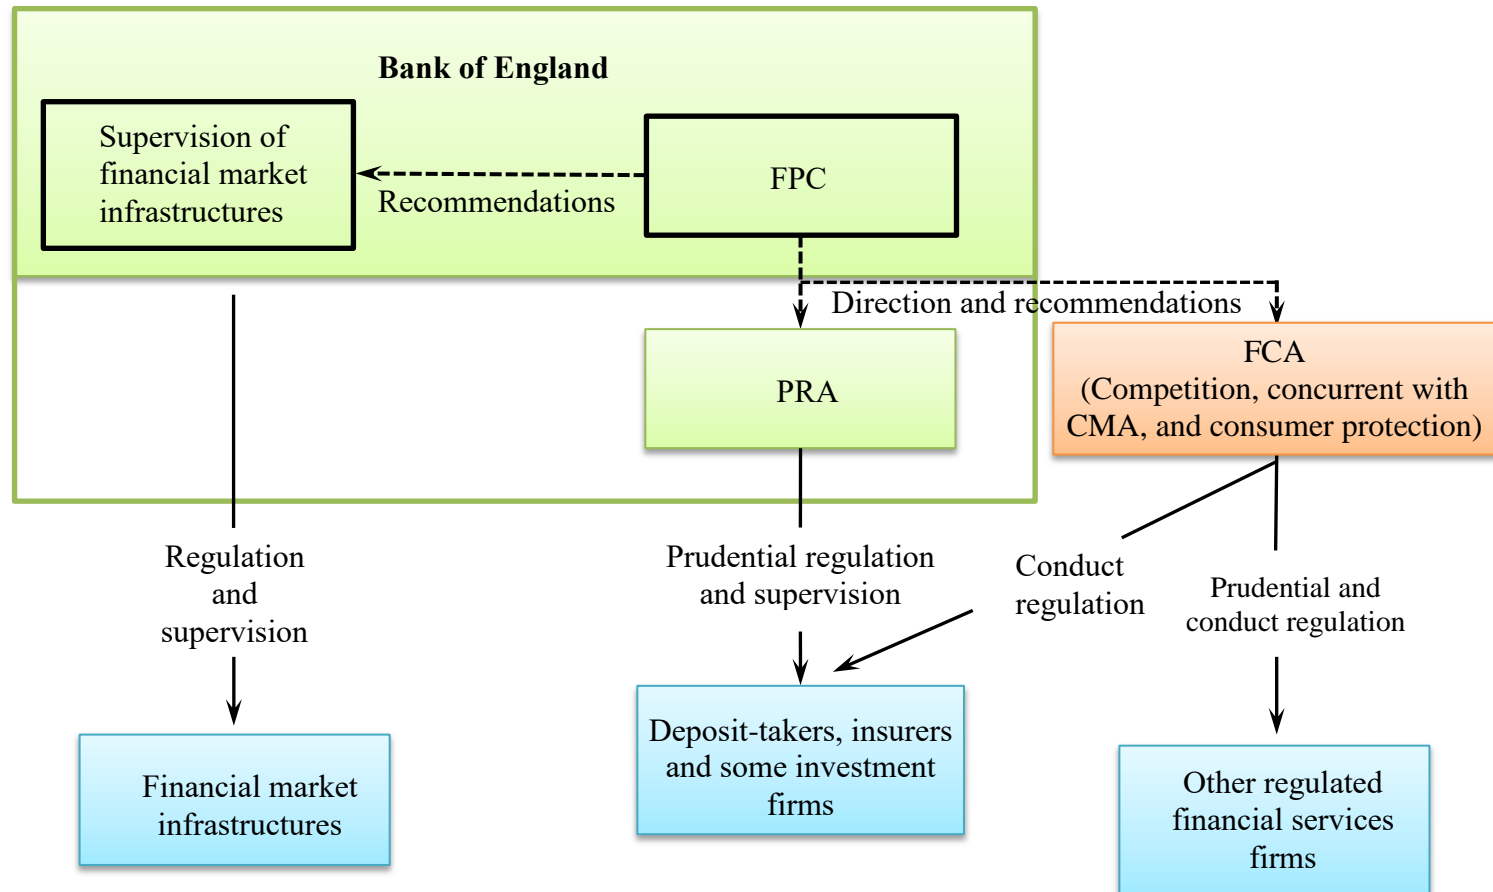 Bank of England
Supervision of
financial market
infrastructures
FPC
Recommendations
Direction and recommendations
PRA
FCA
(Competition, concurrent with
CMA, and consumer protection)
Regulation
and
supervision
Prudential regulation
and supervision
Conduct
regulation
Prudential and
conduct regulation
Financial market
infrastructures
Deposit-takers, insurers
and some investment
firms
Other regulated
financial services
firms